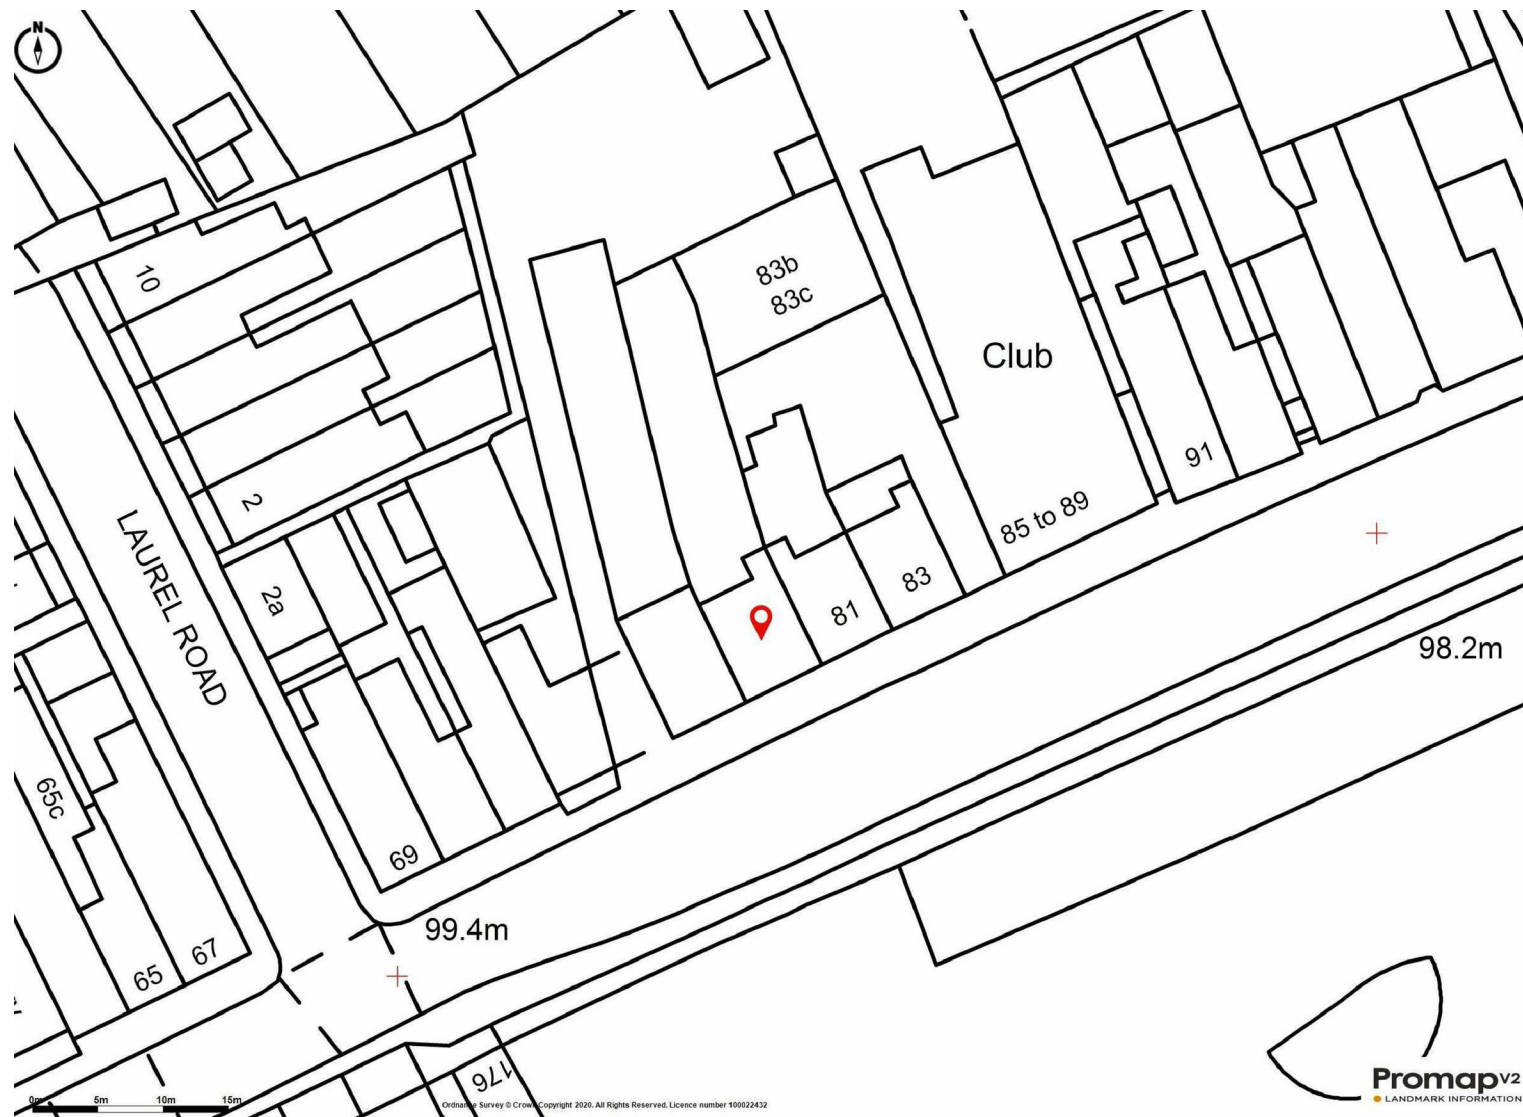 N
10
83b
83c
Club
2
91
85 to 89
LAUREL ROAD
2a
83
81
98.2m
65c
69
99.4m
67
65
176
0m 5m 10m 15m
Ordnance Survey © Crown Copyright 2020. All Rights Reserved. Licence number 100022432
Promap V2
LANDMARK INFORMATION